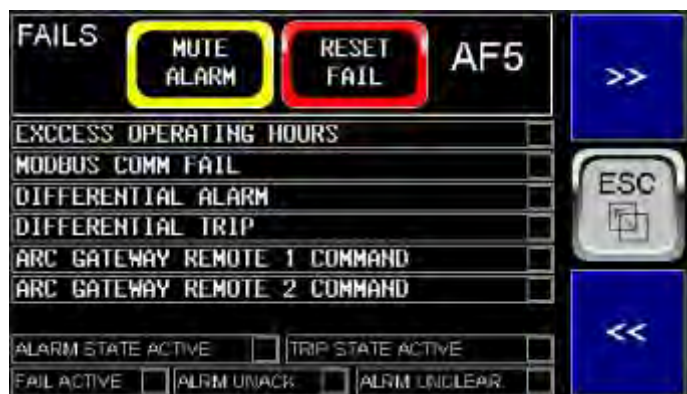 FAILS
MUTE
ALARM
RESET
FAIL
AF5
>>
EXCCESS OPERATING HOURS
MODBUS COMM FAIL
DIFFERENTIAL ALARM
DIFFERENTIAL TRIP
ARC GATEWAY REMOTE 1 COMMAND
ARC GATEWAY REMOTE 2 COMMAND
ESC
<<
ALARM STATE ACTIVE
TRIP STATE ACTIVE
FAIL ACTIVE
ALRM UNACK
ALRM UNCLEAR